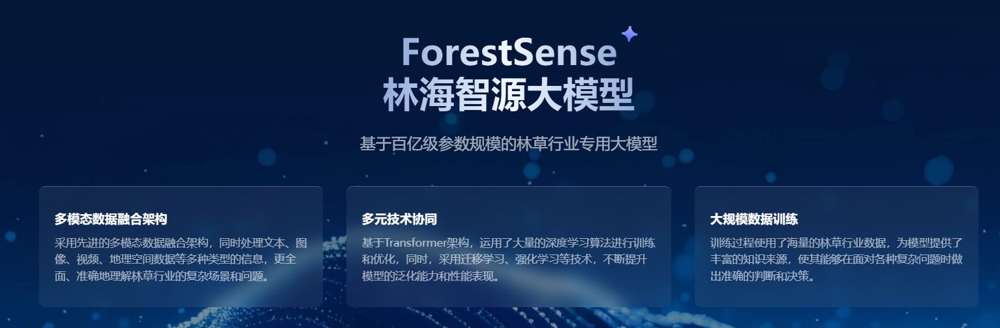 ForestSense
林海智源大模型
基于百亿级参数规模的林草行业专用大模型
多模态数据融合架构
采用先进的多模态数据融合架构，同时处理文本、图
像、视频、地理空间数据等多种类型的信息，更全
面、准确地理解林草行业的复杂场景和问题。
多元技术协同
基于Transformer架构，运用了大量的深度学习算法进行训练
和优化，同时，采用迁移学习、强化学习等技术，不断提升
模型的泛化能力和性能表现。
大规模数据训练
训练过程使用了海量的林草行业数据，为模型提供了
丰富的知识来源，使其能够在面对各种复杂问题时做
出准确的判断和决策。